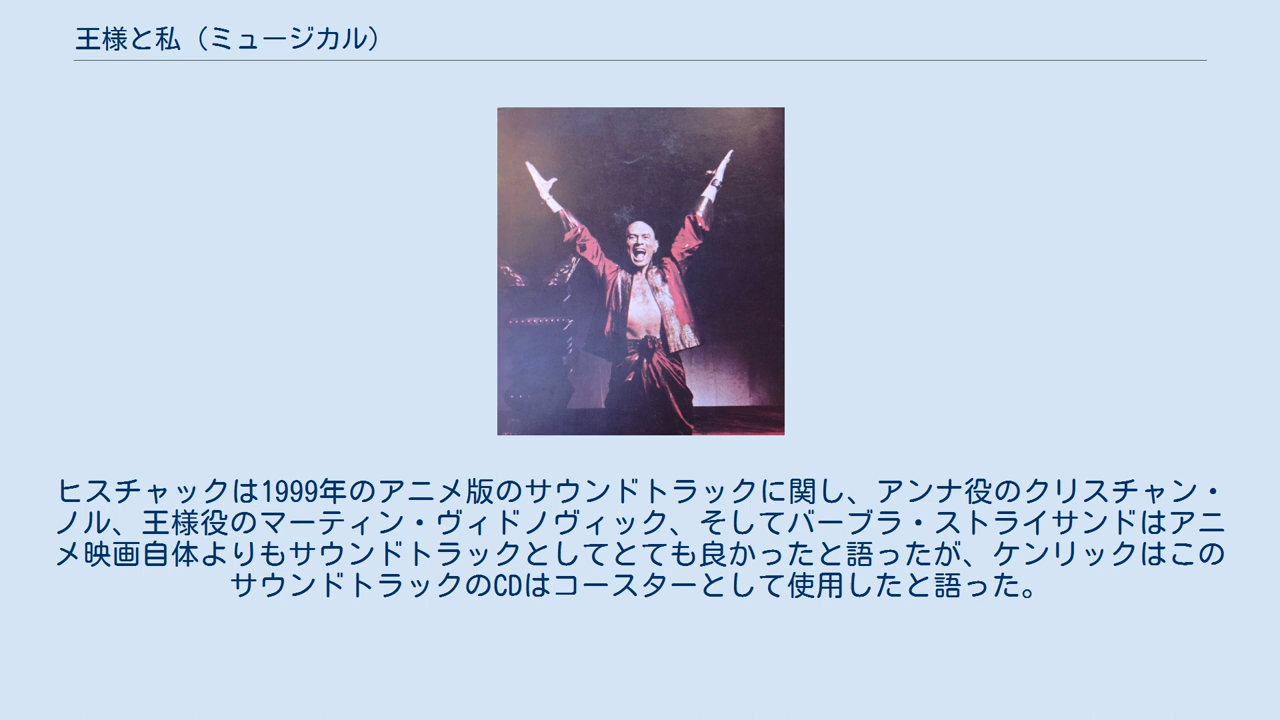 王様と私（ミュージカル）
ヒスチャックは1999年のアニメ版のサウンドトラックに関し、アンナ役のクリスチャン・
ノル、王様役のマーティン・ヴィドノヴィック、そしてバーブラ・ストライサンドはアニ
メ映画自体よりもサウンドトラックとしてとても良かったと語ったが、ケンリックはこの
サウンドトラックのCDはコースターとして使用したと語った。